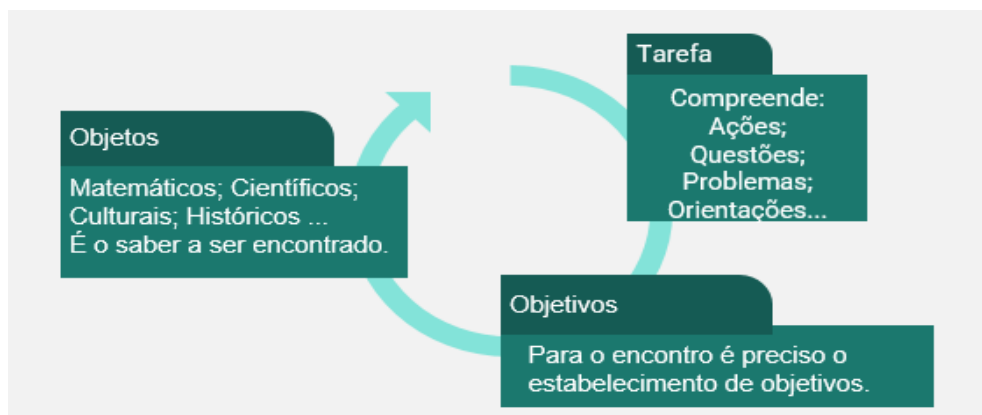 Tarefa
Compreende:
Ações;
Questões;
Problemas;
Orientações...
Objetivos
Para o encontro é preciso o
estabelecimento de objetivos.
Objetos
Matemáticos; Científicos;
Culturais; Históricos ...
É o saber a ser encontrado.